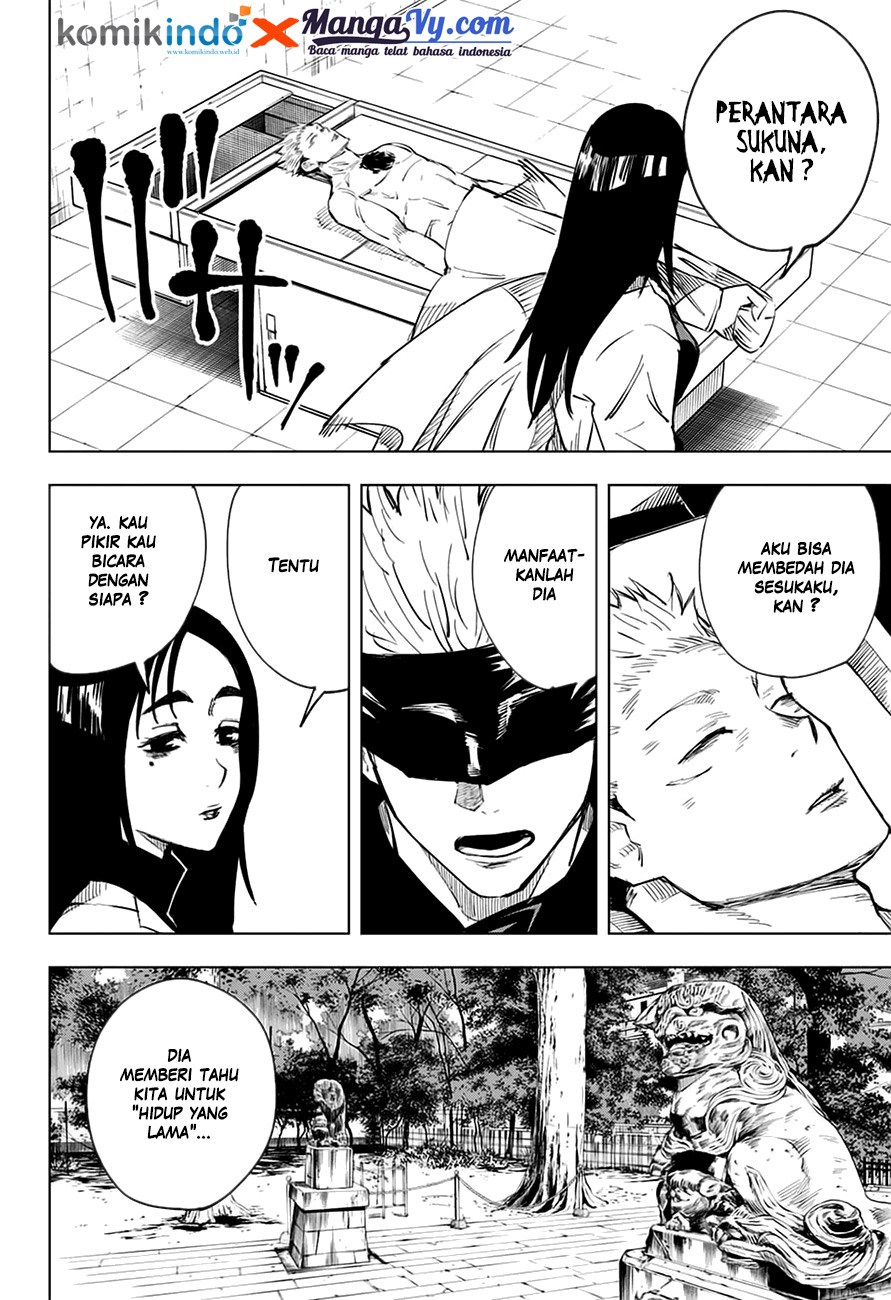 komikindo
www.komikindo.web.id
X
MangaVy.com
Baca manga telat bahasa indonesia
PERANTARA
SUKUNA,
KAN ?
AKU BISA
MEMBEDAH DIA
SESUKAKU,
KAN ?
MANFAAT-
KANLAH
DIA
TENTU
YA. KAU
PIKIR KAU
BICARA
DENGAN
SIAPA ?
DIA
MEMBERI TAHU
KITA UNTUK
"HIDUP YANG
LAMA"...